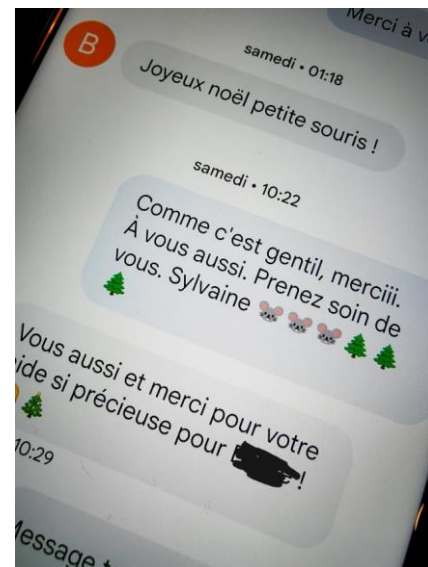 Merci à v
B
samedi • 01:18
Joyeux noël petite souris !
samedi • 10:22
Comme c'est gentil, merciii.
À vous aussi. Prenez soin de
vous. Sylvaine 🐭🐭🐭🌲🌲
🌲
Vous aussi et merci pour votre
ide si précieuse pour !
🎄
10:29
Message